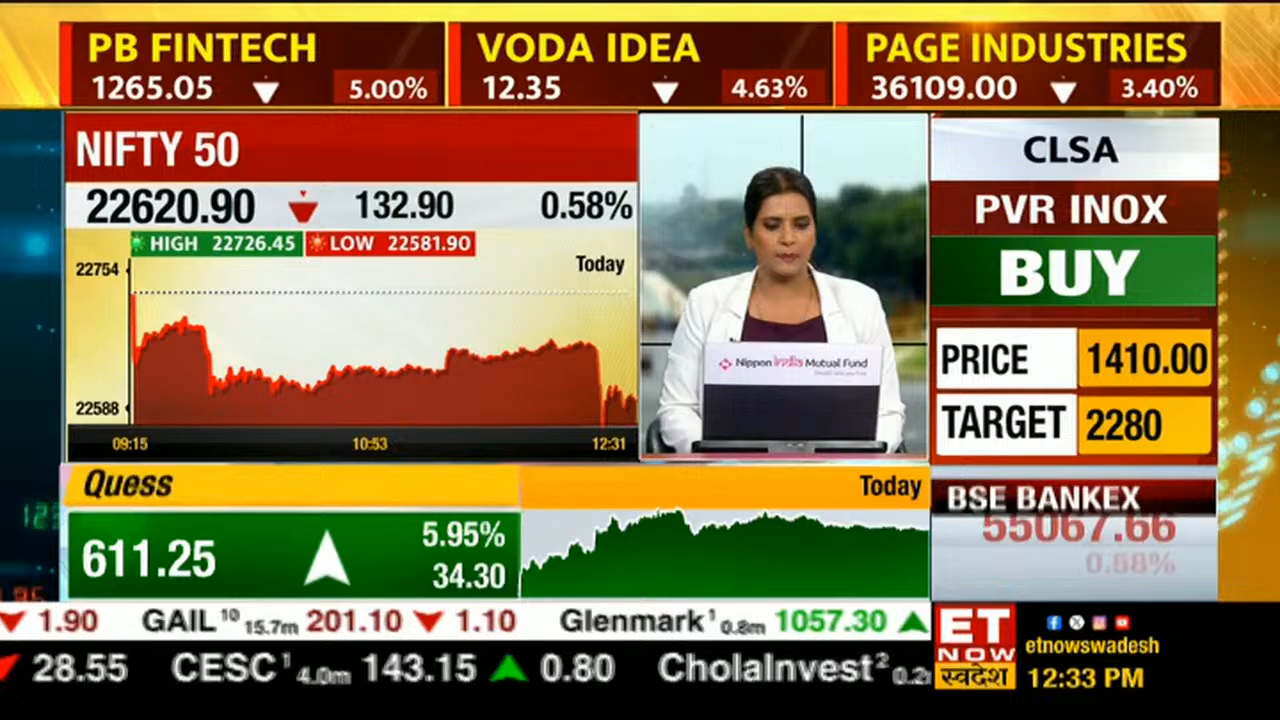 PB FINTECH
1265.05 5.00%
VODA IDEA
12.35 4.63%
PAGE INDUSTRIES
36109.00 3.40%
NIFTY 50
22620.90 132.90 0.58%
HIGH 22726.45 LOW 22581.90
22754
Today
22588
09:15 10:53 12:31
Nippon india Mutual Fund
CLSA
PVR INOX
BUY
PRICE 1410.00
TARGET 2280
Quess
Today
611.25
5.95%
34.30
BSE BANKEX
55067.66
1.90 GAIL 10 15.7m 201.10 1.10 Glenmark 1 0.8m 1057.30
28.55 CESC 1 4.0m 143.15 0.80 CholaInvest 2
ET
NOW
स्वदेश
etnowswadesh
12:33 PM